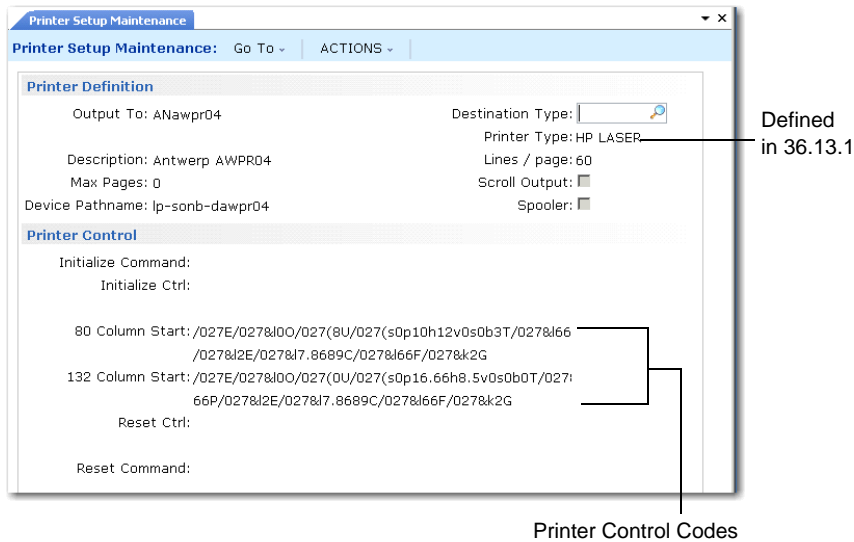 Printer Setup Maintenance
Printer Setup Maintenance: Go To ACTIONS
Printer Definition
Output To: ANawpr04 Destination Type:
Printer Type: HP LASER
Defined
in 36.13.1
Description: Antwerp AWPR04 Lines / page: 60
Max Pages: 0 Scroll Output:
Device Pathname: lp-sonb-dawpr04 Spooler:
Printer Control
Initialize Command:
Initialize Ctrl:
80 Column Start: /027E/027&l0O/027(8U/027(s0p10h12v0s0b3T/027&l66
/027&l2E/027&l7.8689C/027&l66F/027&k2G
132 Column Start: /027E/027&l0O/027(0U/027(s0p16.66h8.5v0s0b0T/027&
66P/027&l2E/027&l7.8689C/027&l66F/027&k2G
Reset Ctrl:
Reset Command:
Printer Control Codes